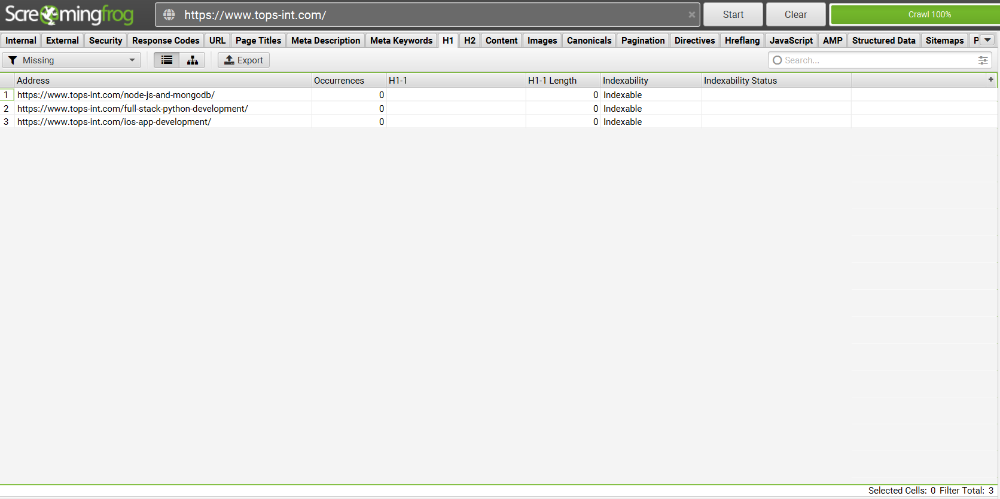 Screamingfrog https://www.tops-int.com/ Start Clear Crawl 100%
Internal External Security Response Codes URL Page Titles Meta Description Meta Keywords H1 H2 Content Images Canonicals Pagination Directives Hreflang JavaScript AMP Structured Data Sitemaps P
Missing Export Search...
Address Occurrences H1-1 H1-1 Length Indexability Indexability Status +
1 https://www.tops-int.com/node-js-and-mongodb/ 0 0 Indexable
2 https://www.tops-int.com/full-stack-python-development/ 0 0 Indexable
3 https://www.tops-int.com/ios-app-development/ 0 0 Indexable
Selected Cells: 0 Filter Total: 3